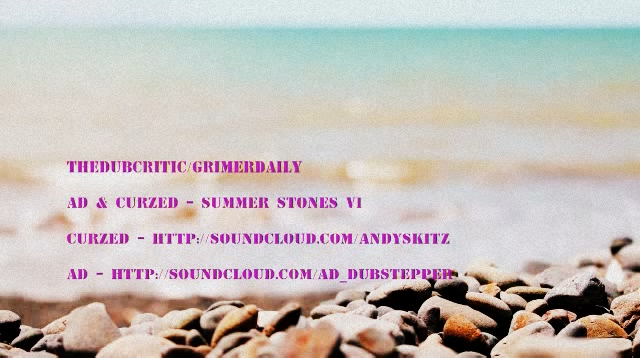 THEDUBCRITIC/GRIMERDAILY
AD & CURZED - SUMMER STONES VI
CURZED - HTTP://SOUNDCLOUD.COM/ANDYSKITZ
AD - HTTP://SOUNDCLOUD.COM/AD_DUBSTEPPER